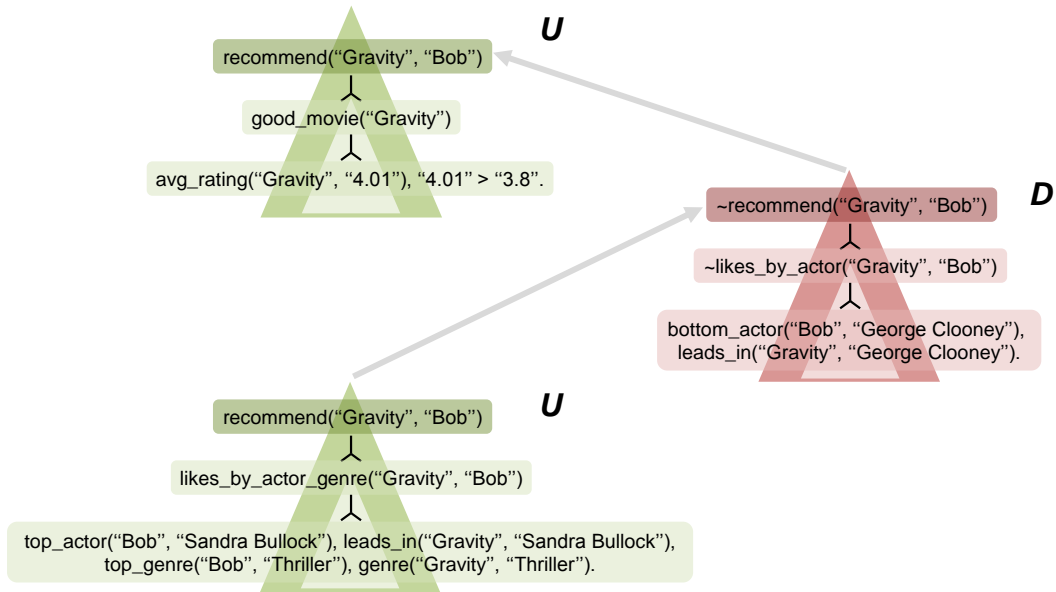 U
recommend(“Gravity”, “Bob”)
good_movie(“Gravity”)
avg_rating(“Gravity”, “4.01”), “4.01” > “3.8”.
D
~recommend(“Gravity”, “Bob”)
~likes_by_actor(“Gravity”, “Bob”)
bottom_actor(“Bob”, “George Clooney”),
leads_in(“Gravity”, “George Clooney”).
U
recommend(“Gravity”, “Bob”)
likes_by_actor_genre(“Gravity”, “Bob”)
top_actor(“Bob”, “Sandra Bullock”), leads_in(“Gravity”, “Sandra Bullock”),
top_genre(“Bob”, “Thriller”), genre(“Gravity”, “Thriller”).